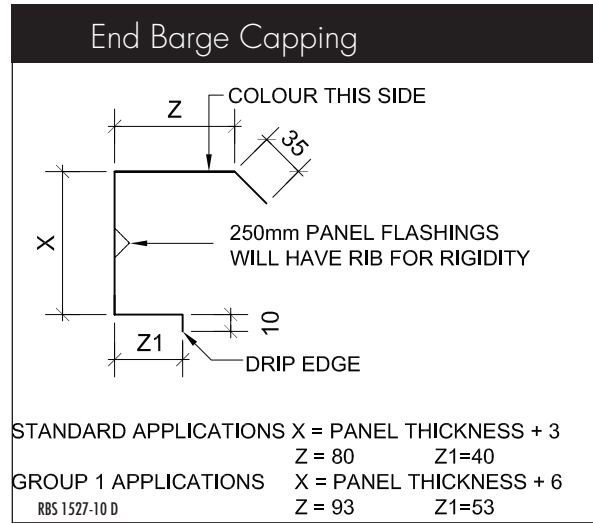 End Barge Capping
COLOUR THIS SIDE
Z
35
X
250mm PANEL FLASHINGS
WILL HAVE RIB FOR RIGIDITY
10
Z1
DRIP EDGE
STANDARD APPLICATIONS X = PANEL THICKNESS + 3
Z = 80 Z1=40
GROUP 1 APPLICATIONS X = PANEL THICKNESS + 6
RBS 1527-10 D Z = 93 Z1=53